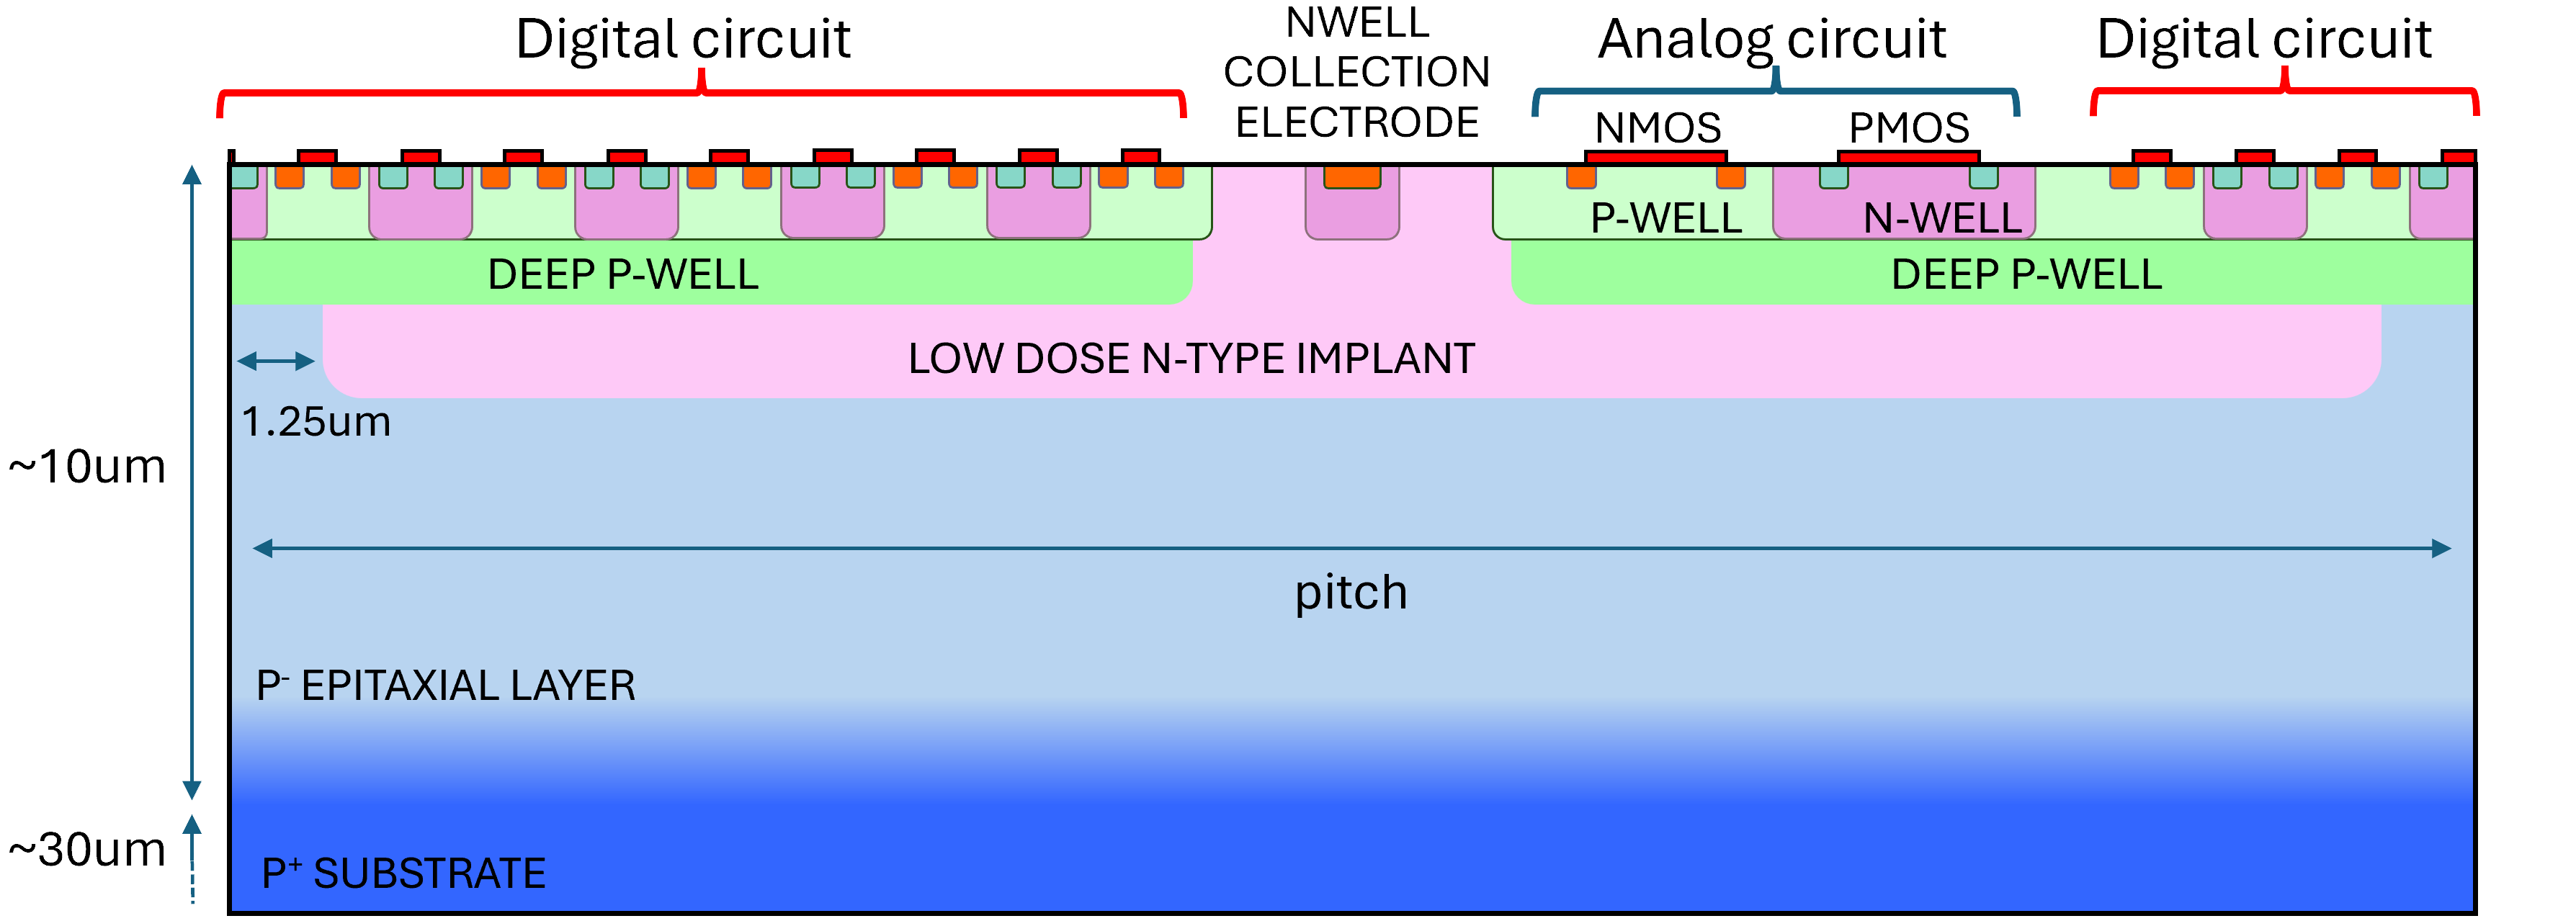 Digital circuit
NWELL
COLLECTION
ELECTRODE
Analog circuit
Digital circuit
NMOS
PMOS
P-WELL
N-WELL
DEEP P-WELL
DEEP P-WELL
LOW DOSE N-TYPE IMPLANT
1.25um
~10um
pitch
P⁻ EPITAXIAL LAYER
~30um
P⁺ SUBSTRATE